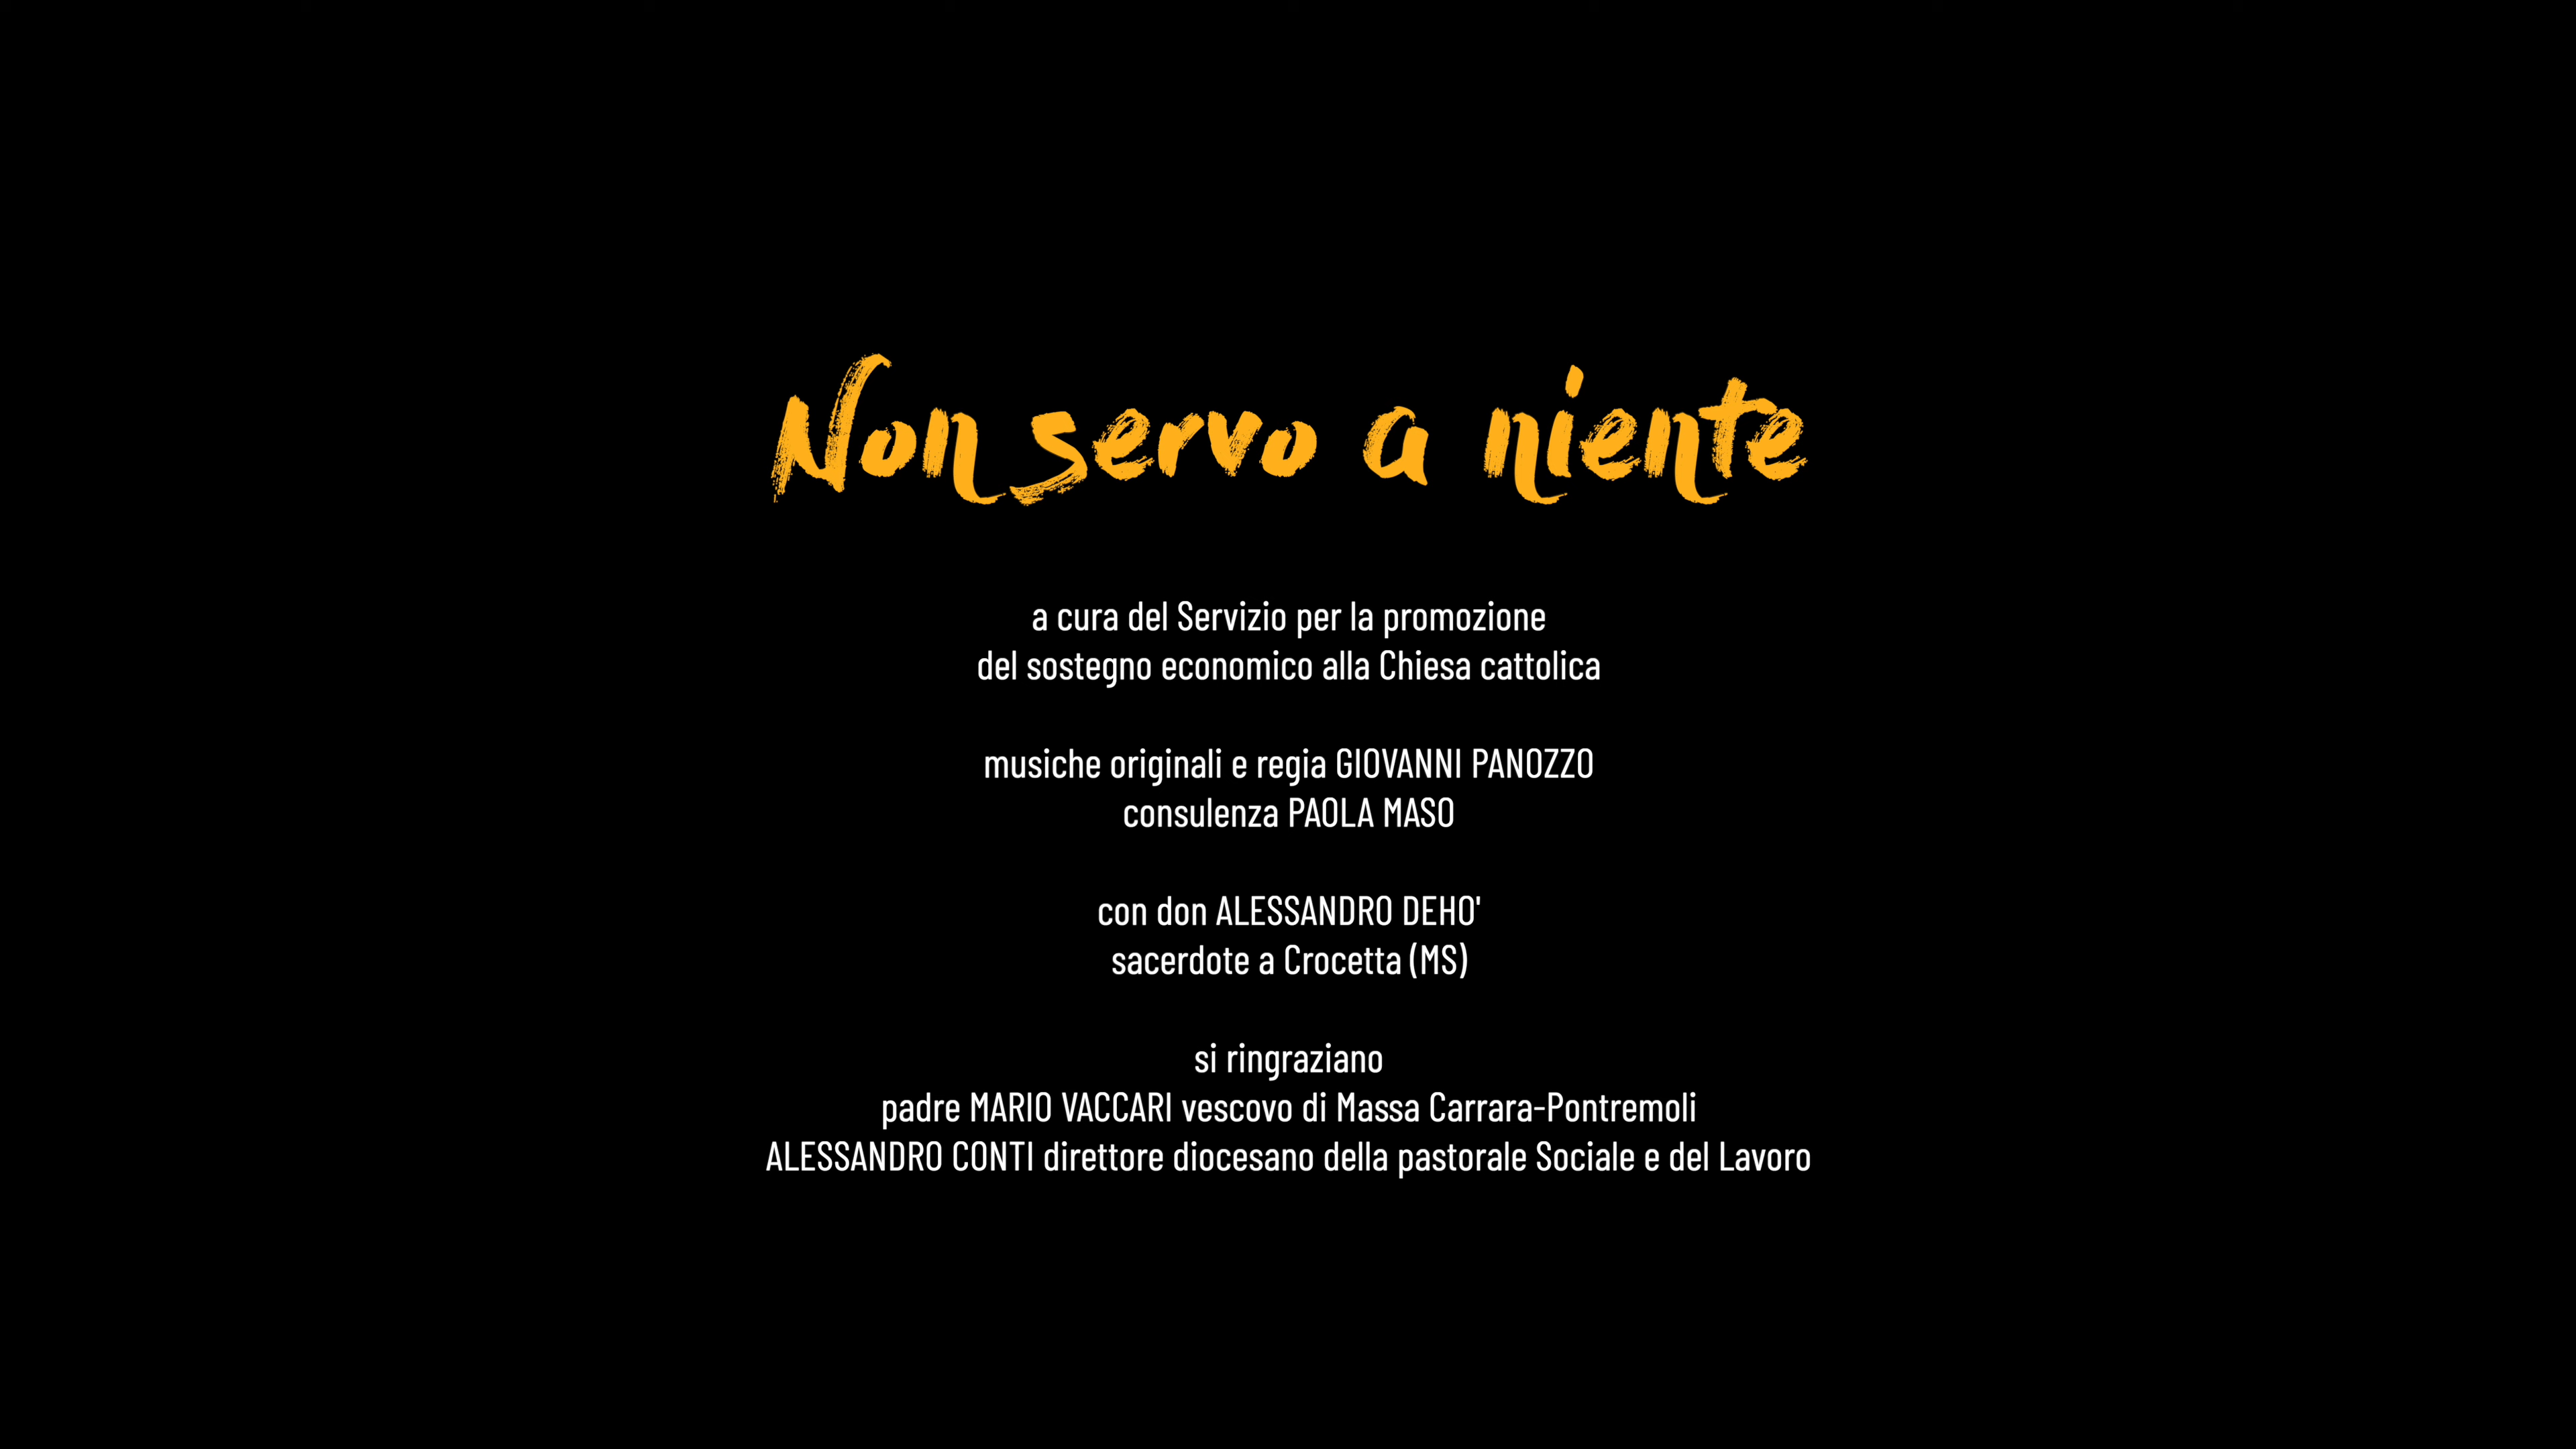 Non servo a niente
a cura del Servizio per la promozione
del sostegno economico alla Chiesa cattolica
musiche originali e regia GIOVANNI PANOZZO
consulenza PAOLA MASO
con don ALESSANDRO DEHO'
sacerdote a Crocetta (MS)
si ringraziano
padre MARIO VACCARI vescovo di Massa Carrara-Pontremoli
ALESSANDRO CONTI direttore diocesano della pastorale Sociale e del Lavoro